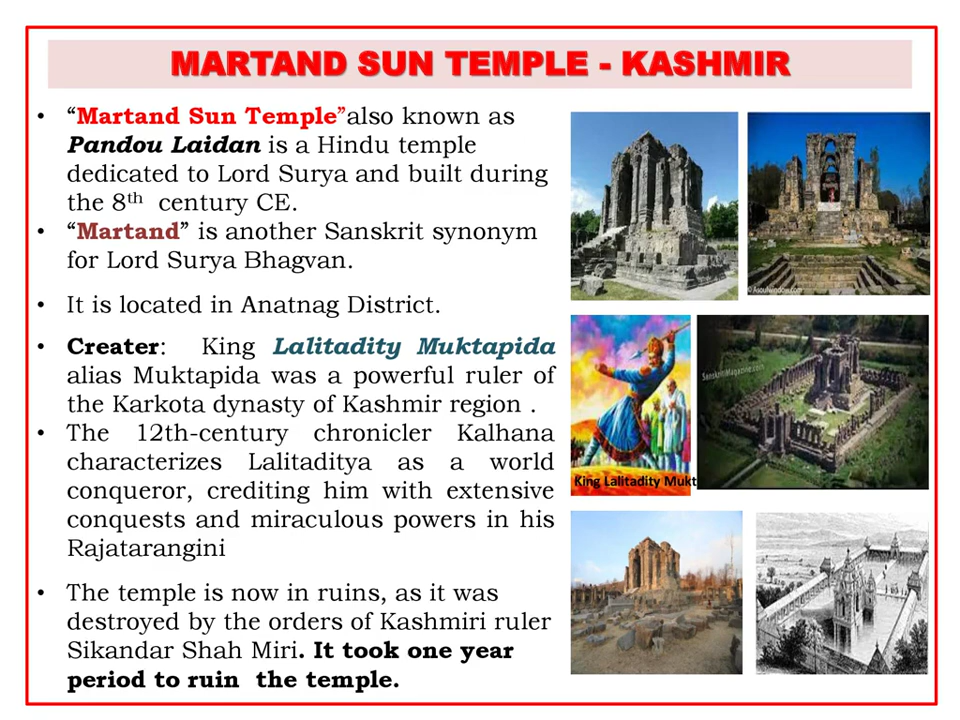 MARTAND SUN TEMPLE - KASHMIR
• “Martand Sun Temple”also known as
Pandou Laidan is a Hindu temple
dedicated to Lord Surya and built during
the 8th century CE.
• “Martand” is another Sanskrit synonym
for Lord Surya Bhagvan.
• It is located in Anatnag District.
• Creater: King Lalitadity Muktapida
alias Muktapida was a powerful ruler of
the Karkota dynasty of Kashmir region .
• The 12th-century chronicler Kalhana
characterizes Lalitaditya as a world
conqueror, crediting him with extensive
conquests and miraculous powers in his
Rajatarangini
• The temple is now in ruins, as it was
destroyed by the orders of Kashmiri ruler
Sikandar Shah Miri. It took one year
period to ruin the temple.
© Asoulwindow.com
SanskritiMagazine.com
King Lalitadity Mukt